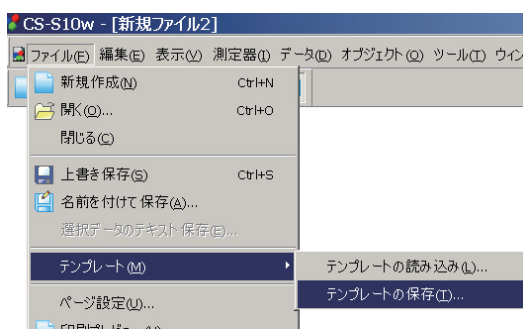 CS-S10w - [新規ファイル2]
ファイル(F) 編集(E) 表示(V) 測定器(I) データ(D) オブジェクト(O) ツール(T) ウィン
新規作成(N) Ctrl+N
開く(O)... Ctrl+O
閉じる(C)
上書き保存(S) Ctrl+S
名前を付けて保存(A)...
選択データのテキスト保存(E)...
テンプレート(M)
テンプレートの読み込み(L)...
テンプレートの保存(T)...
ページ設定(U)...